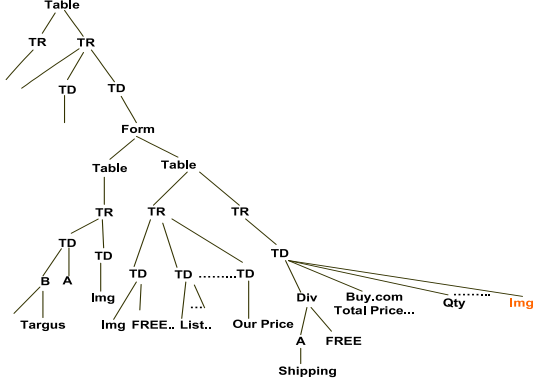 Table
TR TR
TD TD
Form
Table Table
TR TR TR
TD TD TD
B A TD TD ......... TD
Img Div Buy.com Qty ........ Img
Total Price...
Targus Img FREE.. List.. .... Our Price
A FREE
Shipping